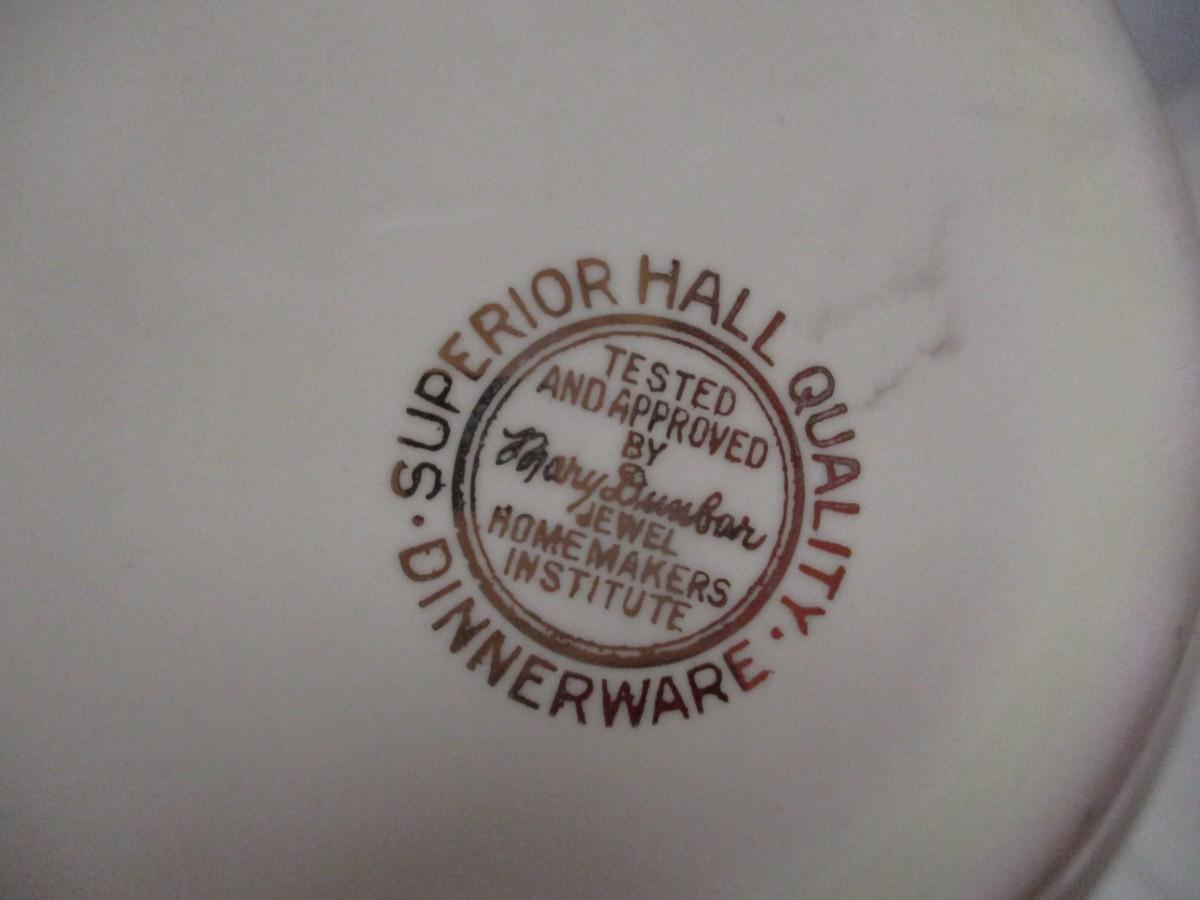 SUPERIOR HALL QUALITY.
DINNERWARE.
TESTED
AND APPROVED
BY
Mary Dunbar
JEWEL
HOMEMAKERS
INSTITUTE